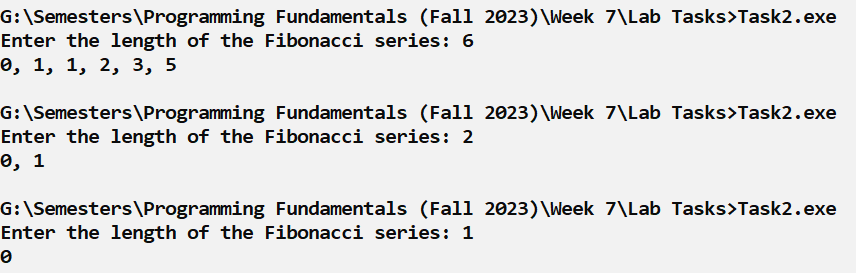 G:\Semesters\Programming Fundamentals (Fall 2023)\Week 7\Lab Tasks>Task2.exe
Enter the length of the Fibonacci series: 6
0, 1, 1, 2, 3, 5
G:\Semesters\Programming Fundamentals (Fall 2023)\Week 7\Lab Tasks>Task2.exe
Enter the length of the Fibonacci series: 2
0, 1
G:\Semesters\Programming Fundamentals (Fall 2023)\Week 7\Lab Tasks>Task2.exe
Enter the length of the Fibonacci series: 1
0